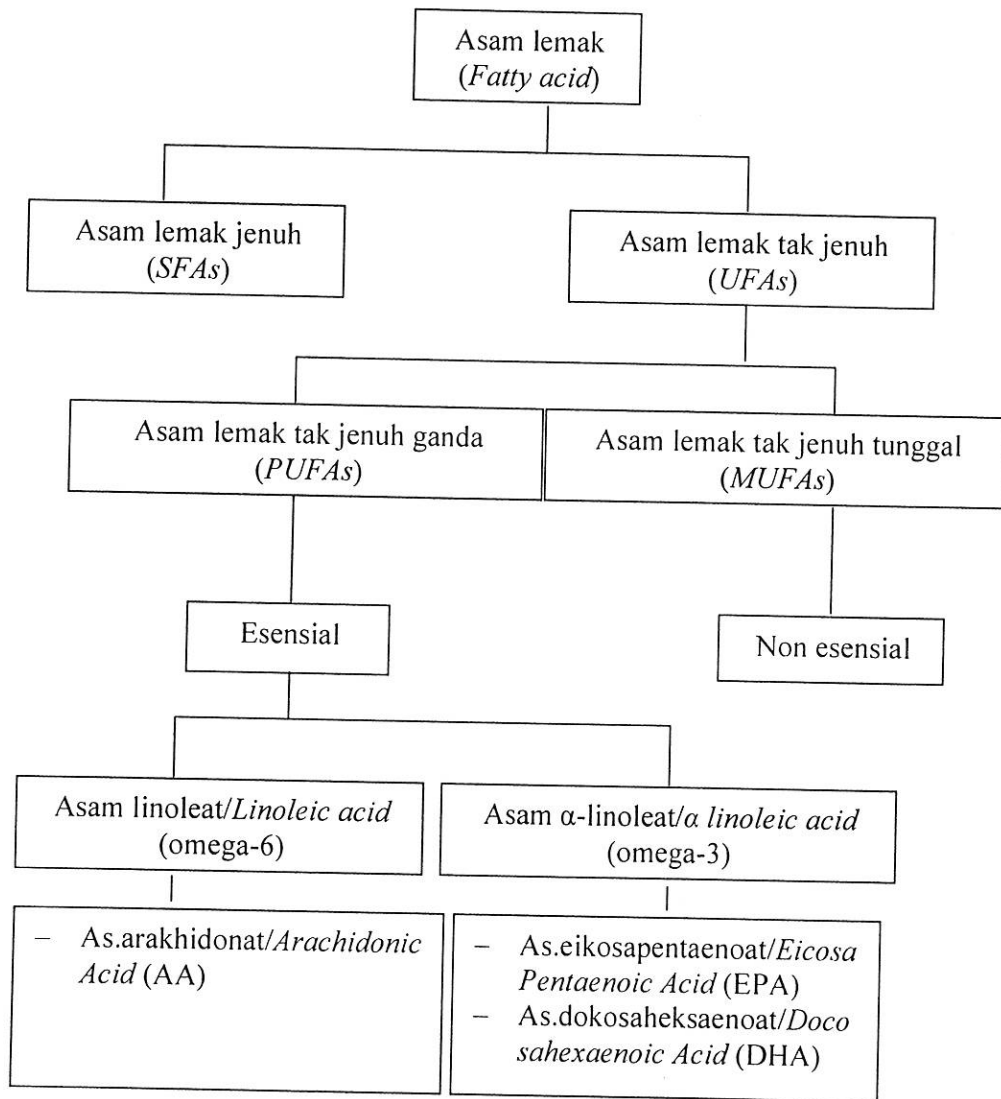 Asam lemak
(Fatty acid)
Asam lemak jenuh
(SFAs)
Asam lemak tak jenuh
(UFAs)
Asam lemak tak jenuh ganda
(PUFAs)
Asam lemak tak jenuh tunggal
(MUFAs)
Esensial
Non esensial
Asam linoleat/Linoleic acid
(omega-6)
Asam α-linoleat/α linoleic acid
(omega-3)
– As.arakhidonat/Arachidonic
Acid (AA)
– As.eikosapentaenoat/Eicosa
Pentaenoic Acid (EPA)
– As.dokosaheksaenoat/Doco
sahexaenoic Acid (DHA)